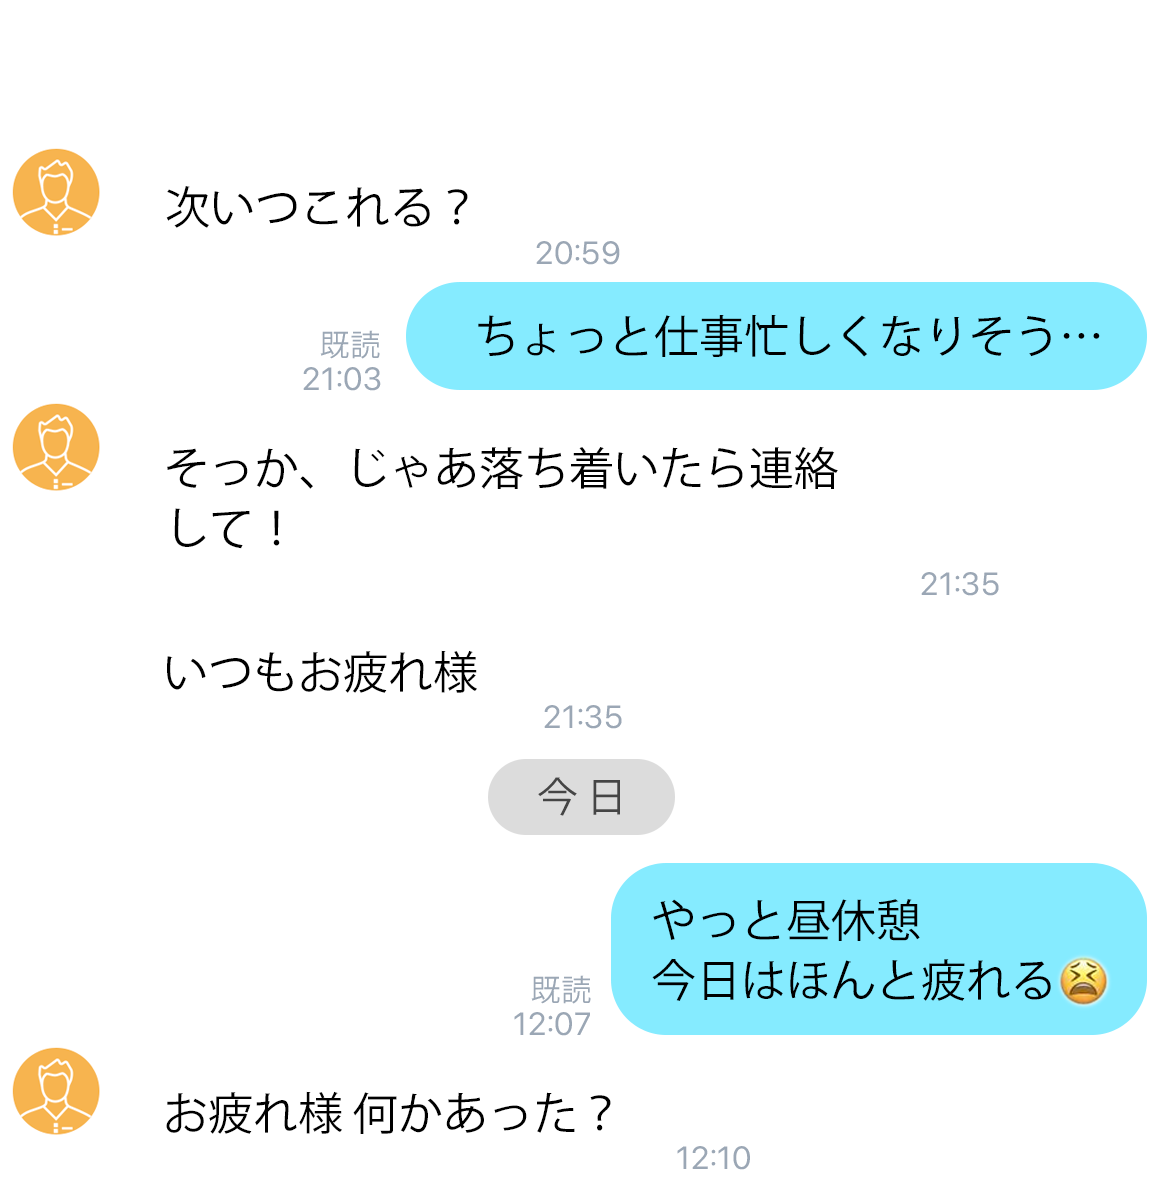 次いつこれる？
20:59
ちょっと仕事忙しくなりそう…
既読
21:03
そっか、じゃあ落ち着いたら連絡
して！
21:35
いつもお疲れ様
21:35
今日
やっと昼休憩
今日はほんと疲れる😫
既読
12:07
お疲れ様 何かあった？
12:10